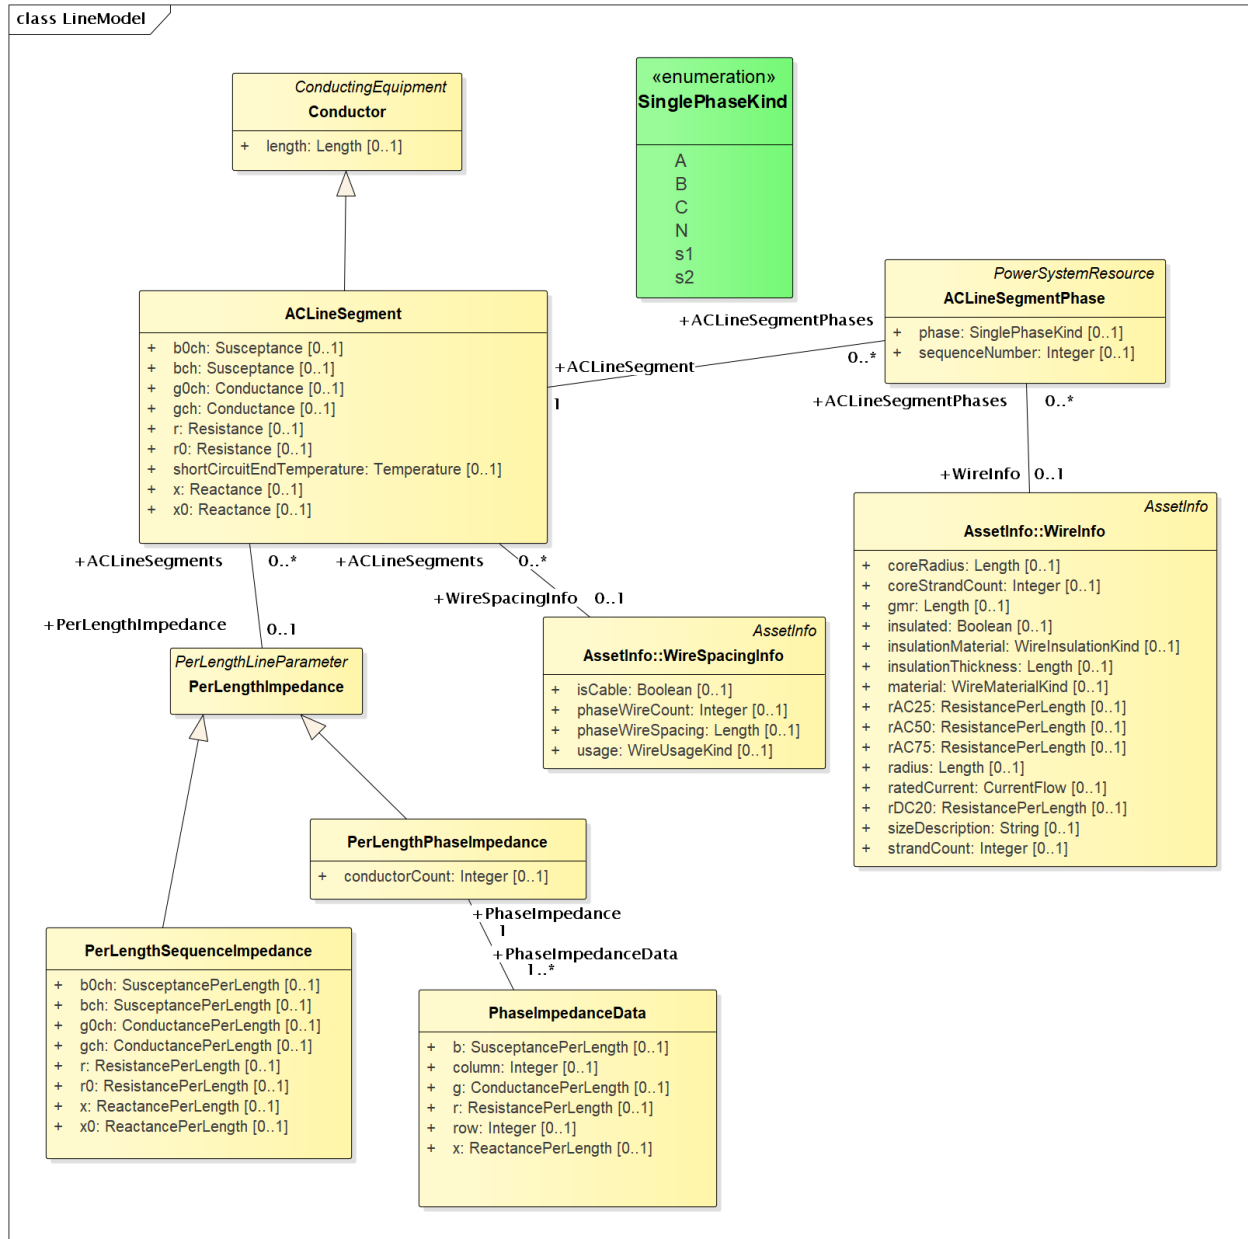 class LineModel
ConductingEquipment
Conductor
+ length: Length [0..1]
«enumeration»
SinglePhaseKind
A
B
C
N
s1
s2
PowerSystemResource
ACLineSegmentPhase
+ phase: SinglePhaseKind [0..1]
+ sequenceNumber: Integer [0..1]
ACLineSegment
+ b0ch: Susceptance [0..1]
+ bch: Susceptance [0..1]
+ g0ch: Conductance [0..1]
+ gch: Conductance [0..1]
+ r: Resistance [0..1]
+ r0: Resistance [0..1]
+ shortCircuitEndTemperature: Temperature [0..1]
+ x: Reactance [0..1]
+ x0: Reactance [0..1]
+ACLineSegmentPhases
0..*
+ACLineSegment
1
+ACLineSegmentPhases 0..*
+WireInfo 0..1
AssetInfo
AssetInfo::WireInfo
+ coreRadius: Length [0..1]
+ coreStrandCount: Integer [0..1]
+ gmr: Length [0..1]
+ insulated: Boolean [0..1]
+ insulationMaterial: WireInsulationKind [0..1]
+ insulationThickness: Length [0..1]
+ material: WireMaterialKind [0..1]
+ rAC25: ResistancePerLength [0..1]
+ rAC50: ResistancePerLength [0..1]
+ rAC75: ResistancePerLength [0..1]
+ radius: Length [0..1]
+ ratedCurrent: CurrentFlow [0..1]
+ rDC20: ResistancePerLength [0..1]
+ sizeDescription: String [0..1]
+ strandCount: Integer [0..1]
+ACLineSegments 0..*
+ACLineSegments 0..*
+WireSpacingInfo 0..1
+PerLengthImpedance 0..1
AssetInfo
AssetInfo::WireSpacingInfo
+ isCable: Boolean [0..1]
+ phaseWireCount: Integer [0..1]
+ phaseWireSpacing: Length [0..1]
+ usage: WireUsageKind [0..1]
PerLengthLineParameter
PerLengthImpedance
PerLengthPhaseImpedance
+ conductorCount: Integer [0..1]
+PhaseImpedance
1
+PhaseImpedanceData
1..*
PerLengthSequenceImpedance
+ b0ch: SusceptancePerLength [0..1]
+ bch: SusceptancePerLength [0..1]
+ g0ch: ConductancePerLength [0..1]
+ gch: ConductancePerLength [0..1]
+ r: ResistancePerLength [0..1]
+ r0: ResistancePerLength [0..1]
+ x: ReactancePerLength [0..1]
+ x0: ReactancePerLength [0..1]
PhaseImpedanceData
+ b: SusceptancePerLength [0..1]
+ column: Integer [0..1]
+ g: ConductancePerLength [0..1]
+ r: ResistancePerLength [0..1]
+ row: Integer [0..1]
+ x: ReactancePerLength [0..1]